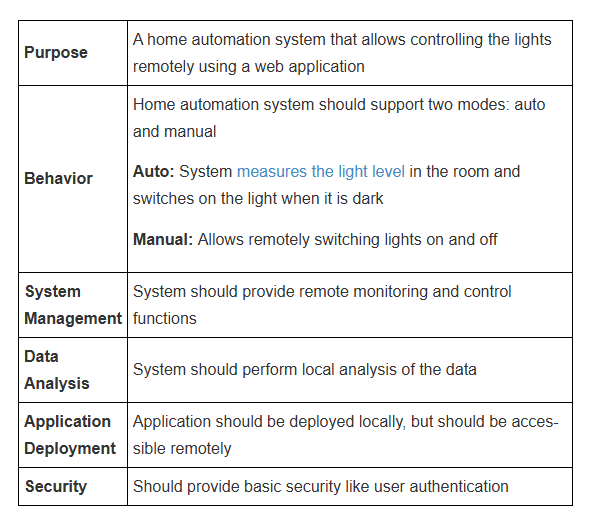 Purpose
A home automation system that allows controlling the lights
remotely using a web application
Behavior
Home automation system should support two modes: auto
and manual
Auto: System measures the light level in the room and
switches on the light when it is dark
Manual: Allows remotely switching lights on and off
System
Management
System should provide remote monitoring and control
functions
Data
Analysis
System should perform local analysis of the data
Application
Deployment
Application should be deployed locally, but should be acces-
sible remotely
Security
Should provide basic security like user authentication